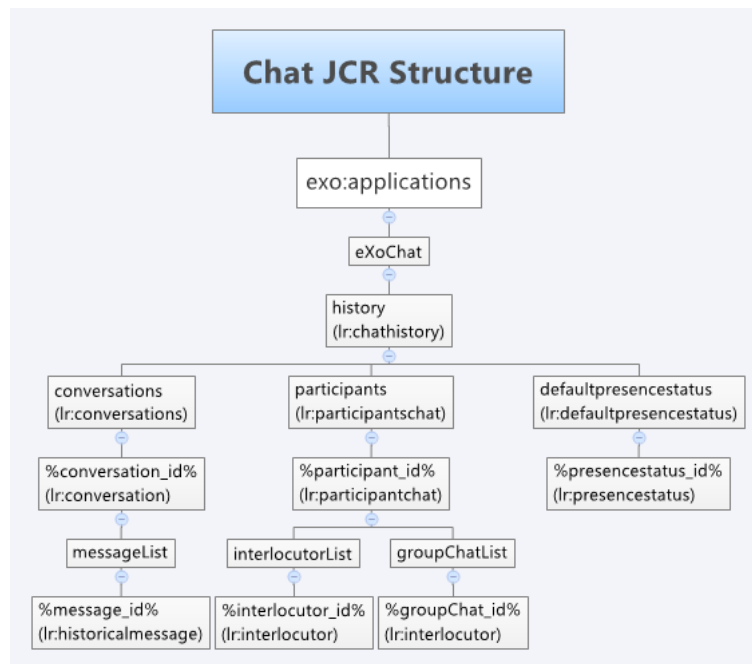 Chat JCR Structure
exo:applications
eXoChat
history
(lr:chathistory)
conversations
(lr:conversations)
participants
(lr:participantschat)
defaultpresencestatus
(lr:defaultpresencestatus)
%conversation_id%
(lr:conversation)
%participant_id%
(lr:participantchat)
%presencestatus_id%
(lr:presencestatus)
messageList
interlocutorList
groupChatList
%message_id%
(lr:historicalmessage)
%interlocutor_id%
(lr:interlocutor)
%groupChat_id%
(lr:interlocutor)